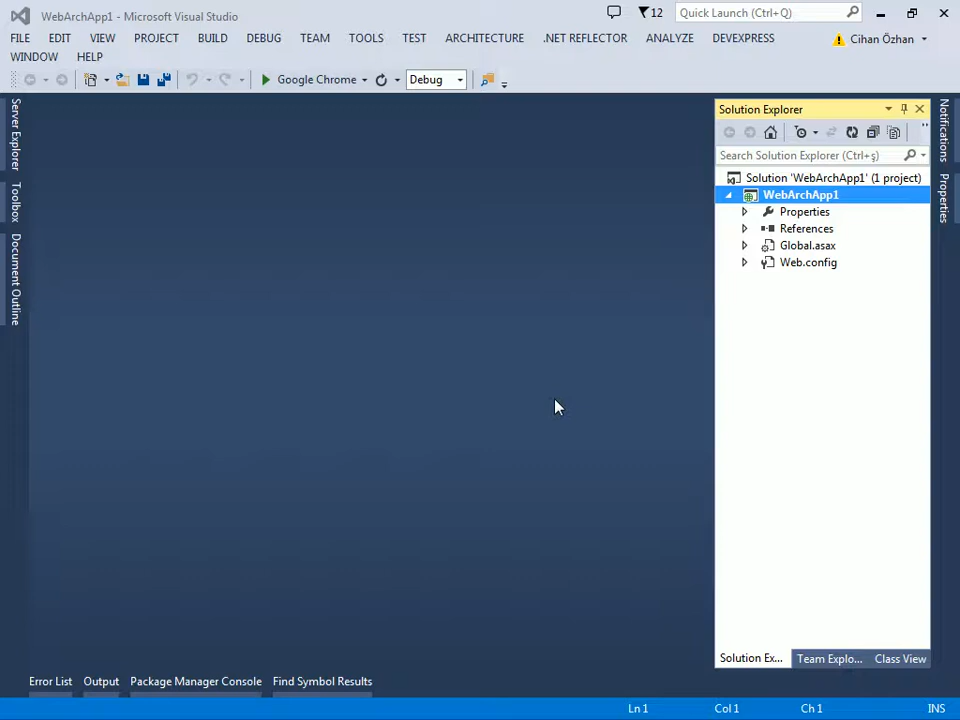 WebArchApp1 - Microsoft Visual Studio
12
Quick Launch (Ctrl+Q)
FILE EDIT VIEW PROJECT BUILD DEBUG TEAM TOOLS TEST ARCHITECTURE .NET REFLECTOR ANALYZE DEVEXPRESS
Cihan Özhan
WINDOW HELP
Google Chrome Debug
Server Explorer
Toolbox
Document Outline
Solution Explorer
Search Solution Explorer (Ctrl+ş)
Solution 'WebArchApp1' (1 project)
WebArchApp1
Properties
References
Global.asax
Web.config
Solution Ex... Team Explo... Class View
Notifications
Properties
Error List Output Package Manager Console Find Symbol Results
Ln 1 Col 1 Ch 1 INS